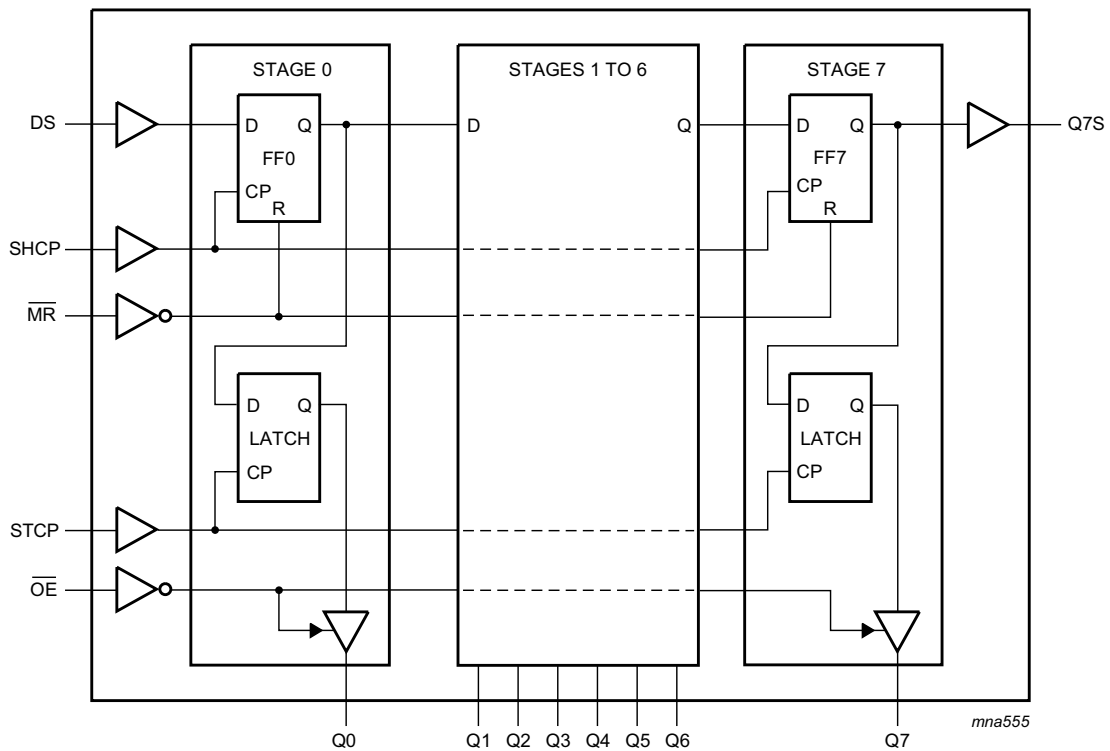 STAGE 0
STAGES 1 TO 6
STAGE 7
DS
D
Q
FF0
CP
R
D
Q
D
Q
FF7
CP
R
Q7S
SHCP
MR
D
Q
LATCH
CP
D
Q
LATCH
CP
STCP
OE
mna555
Q0
Q1
Q2
Q3
Q4
Q5
Q6
Q7